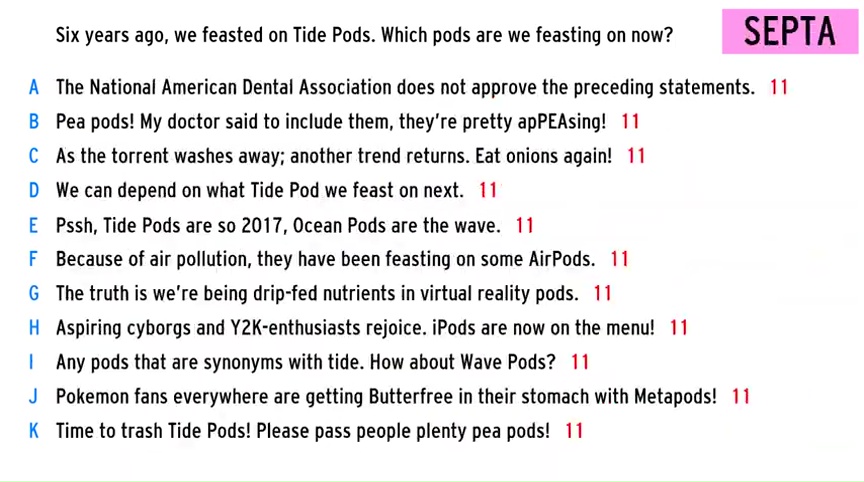 Six years ago, we feasted on Tide Pods. Which pods are we feasting on now?
SEPTA
A The National American Dental Association does not approve the preceding statements. 11
B Pea pods! My doctor said to include them, they're pretty apPEAsing! 11
C As the torrent washes away; another trend returns. Eat onions again! 11
D We can depend on what Tide Pod we feast on next. 11
E Pssh, Tide Pods are so 2017, Ocean Pods are the wave. 11
F Because of air pollution, they have been feasting on some AirPods. 11
G The truth is we're being drip-fed nutrients in virtual reality pods. 11
H Aspiring cyborgs and Y2K-enthusiasts rejoice. iPods are now on the menu! 11
I Any pods that are synonyms with tide. How about Wave Pods? 11
J Pokemon fans everywhere are getting Butterfree in their stomach with Metapods! 11
K Time to trash Tide Pods! Please pass people plenty pea pods! 11